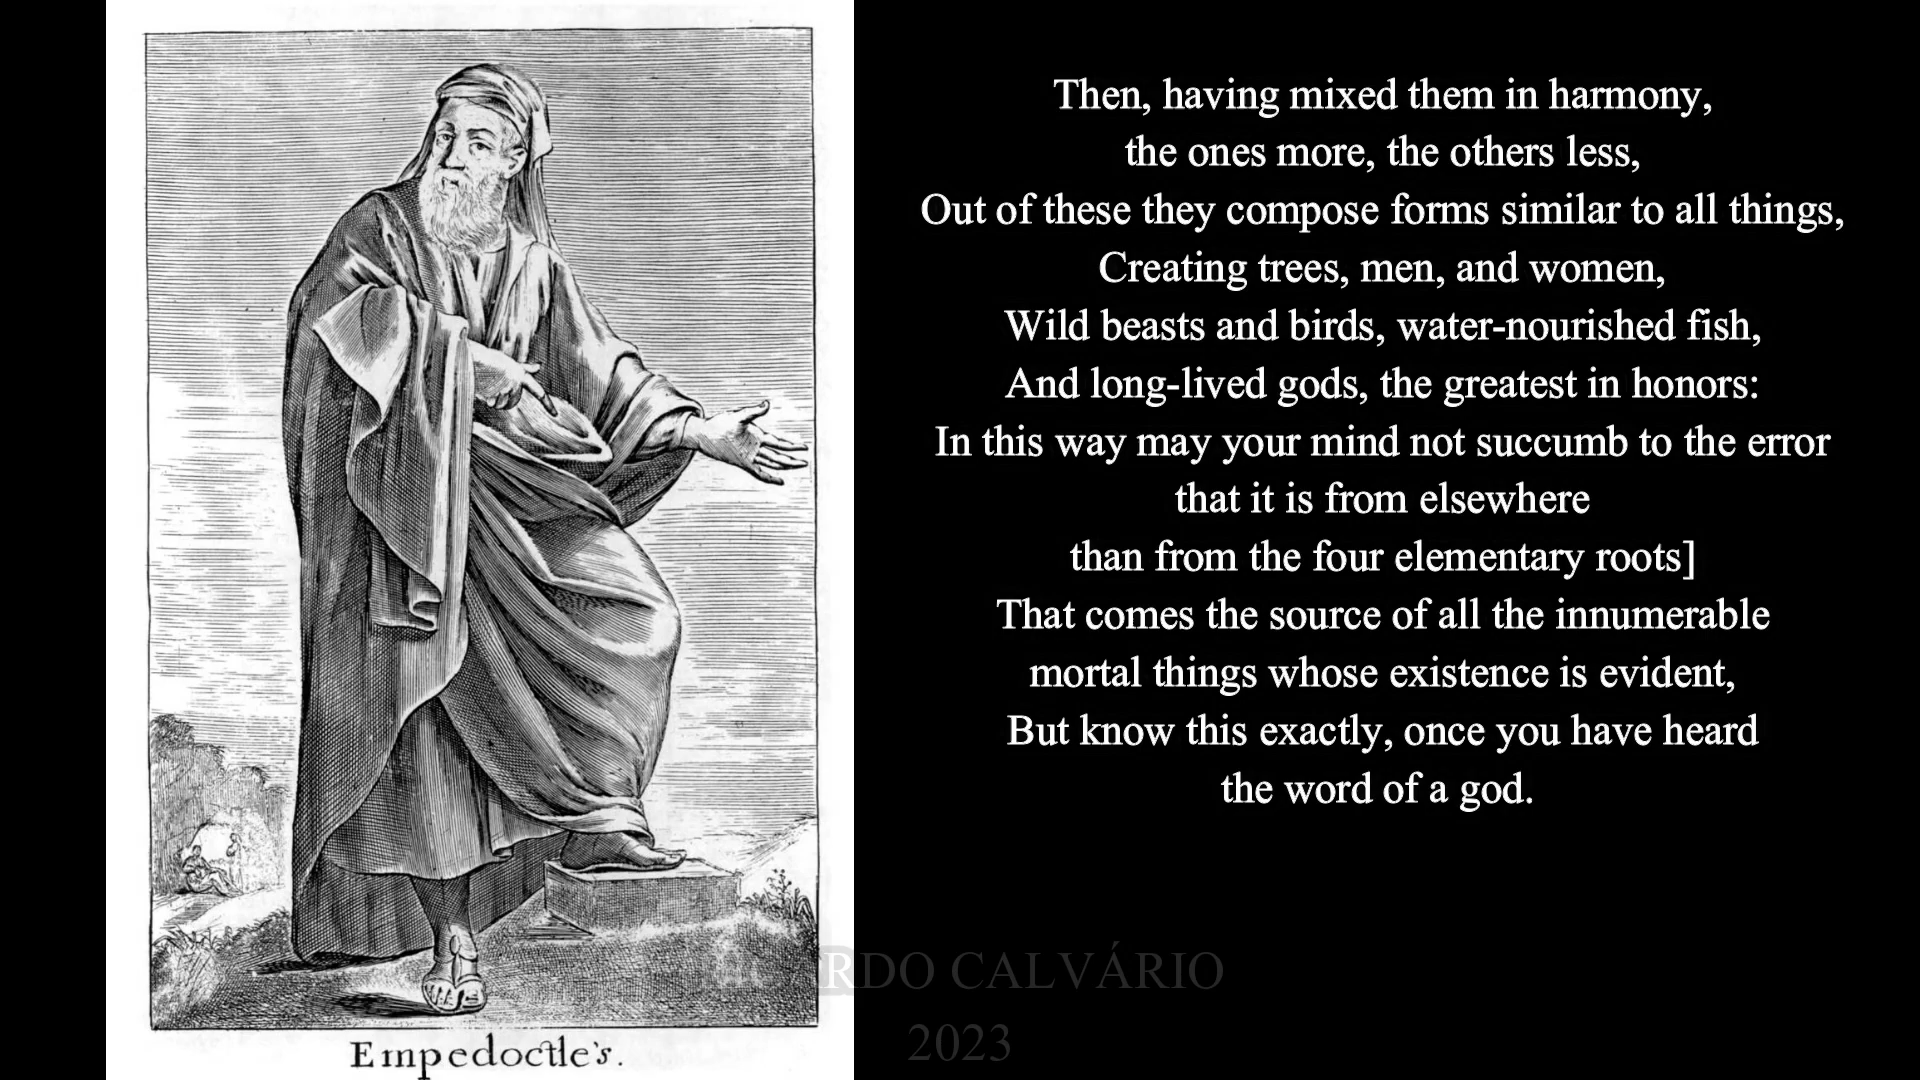 Then, having mixed them in harmony,
the ones more, the others less,
Out of these they compose forms similar to all things,
Creating trees, men, and women,
Wild beasts and birds, water-nourished fish,
And long-lived gods, the greatest in honors:
In this way may your mind not succumb to the error
that it is from elsewhere
than from the four elementary roots]
That comes the source of all the innumerable
mortal things whose existence is evident,
But know this exactly, once you have heard
the word of a god.
CALVÁRIO
2023
Empedoctle's.